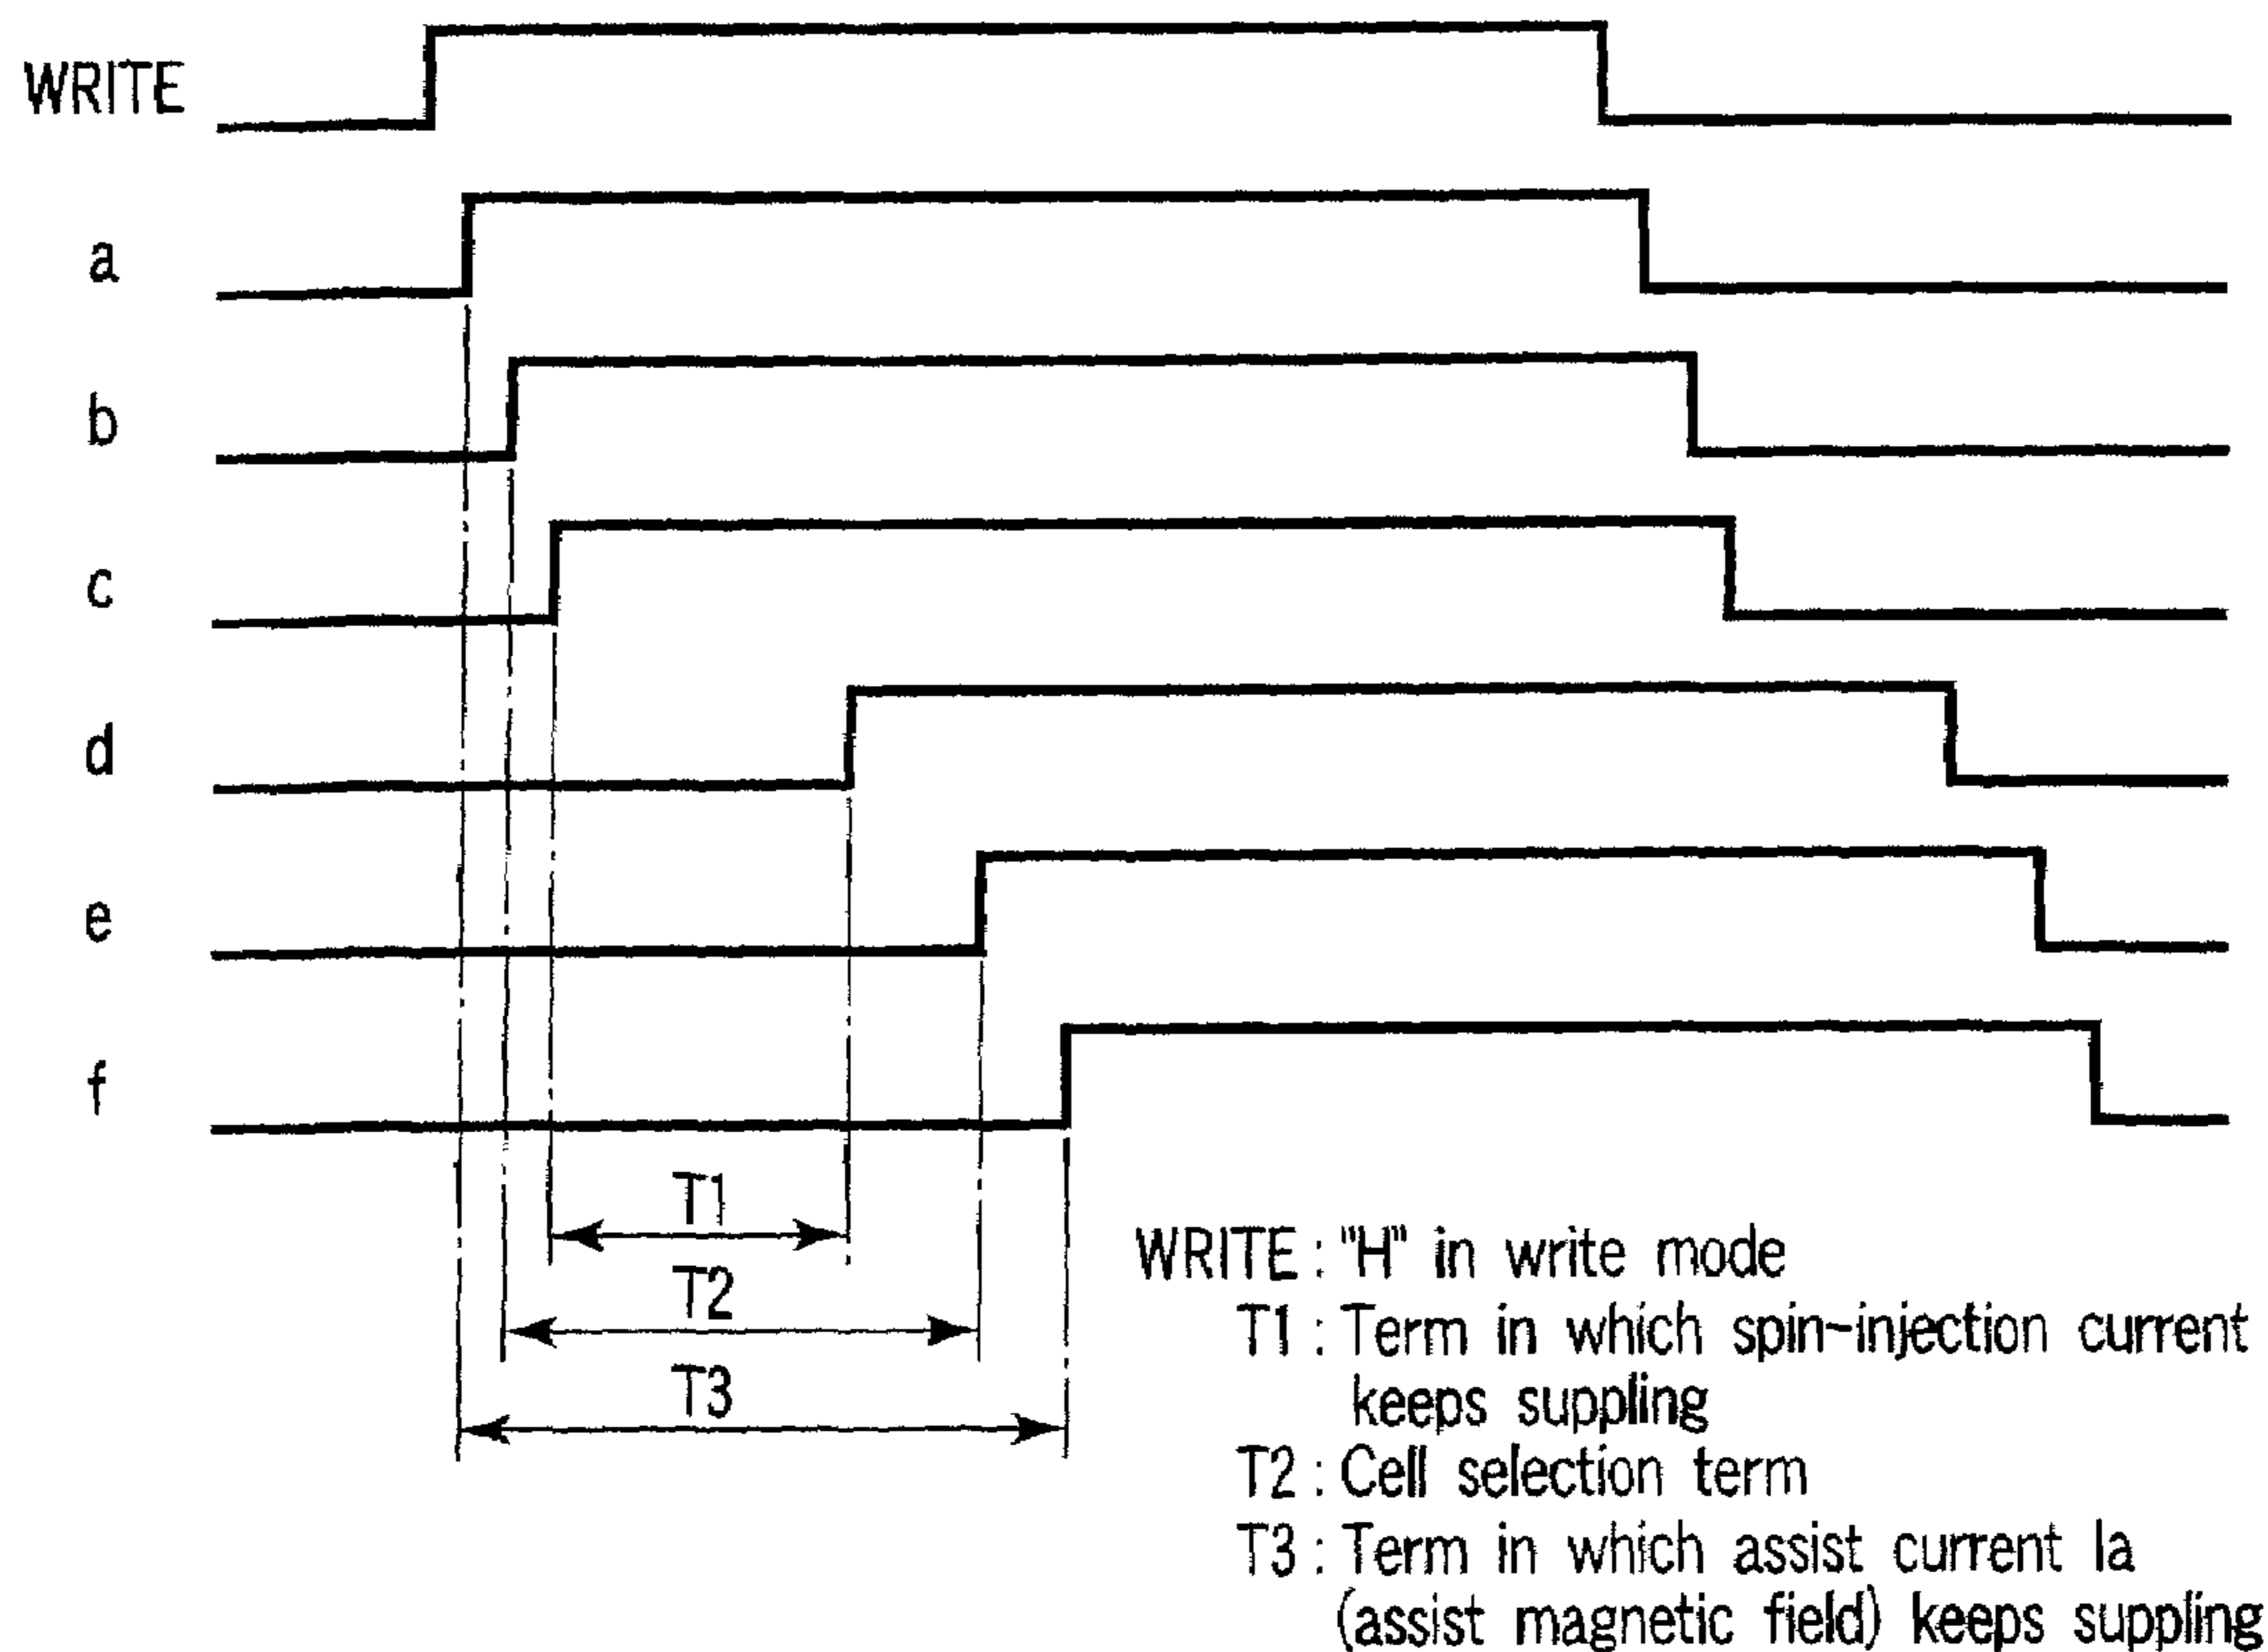 WRITE
a
b
c
d
e
f
T1
T2
T3
WRITE : "H" in write mode
T1 : Term in which spin-injection current
keeps suppling
T2 : Cell selection term
T3 : Term in which assist current Ia
(assist magnetic field) keeps suppling